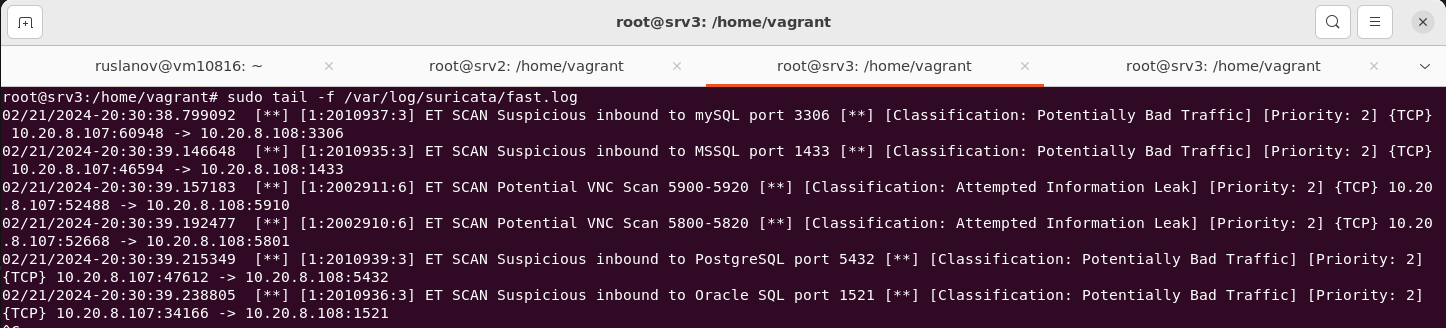 root@srv3: /home/vagrant
ruslanov@vm10816: ~
root@srv2: /home/vagrant
root@srv3: /home/vagrant
root@srv3: /home/vagrant
root@srv3:/home/vagrant# sudo tail -f /var/log/suricata/fast.log
02/21/2024-20:30:38.799092  [**] [1:2010937:3] ET SCAN Suspicious inbound to mySQL port 3306 [**] [Classification: Potentially Bad Traffic] [Priority: 2] {TCP}
 10.20.8.107:60948 -> 10.20.8.108:3306
02/21/2024-20:30:39.146648  [**] [1:2010935:3] ET SCAN Suspicious inbound to MSSQL port 1433 [**] [Classification: Potentially Bad Traffic] [Priority: 2] {TCP}
 10.20.8.107:46594 -> 10.20.8.108:1433
02/21/2024-20:30:39.157183  [**] [1:2002911:6] ET SCAN Potential VNC Scan 5900-5920 [**] [Classification: Attempted Information Leak] [Priority: 2] {TCP} 10.20
.8.107:52488 -> 10.20.8.108:5910
02/21/2024-20:30:39.192477  [**] [1:2002910:6] ET SCAN Potential VNC Scan 5800-5820 [**] [Classification: Attempted Information Leak] [Priority: 2] {TCP} 10.20
.8.107:52668 -> 10.20.8.108:5801
02/21/2024-20:30:39.215349  [**] [1:2010939:3] ET SCAN Suspicious inbound to PostgreSQL port 5432 [**] [Classification: Potentially Bad Traffic] [Priority: 2]
{TCP} 10.20.8.107:47612 -> 10.20.8.108:5432
02/21/2024-20:30:39.238805  [**] [1:2010936:3] ET SCAN Suspicious inbound to Oracle SQL port 1521 [**] [Classification: Potentially Bad Traffic] [Priority: 2]
{TCP} 10.20.8.107:34166 -> 10.20.8.108:1521